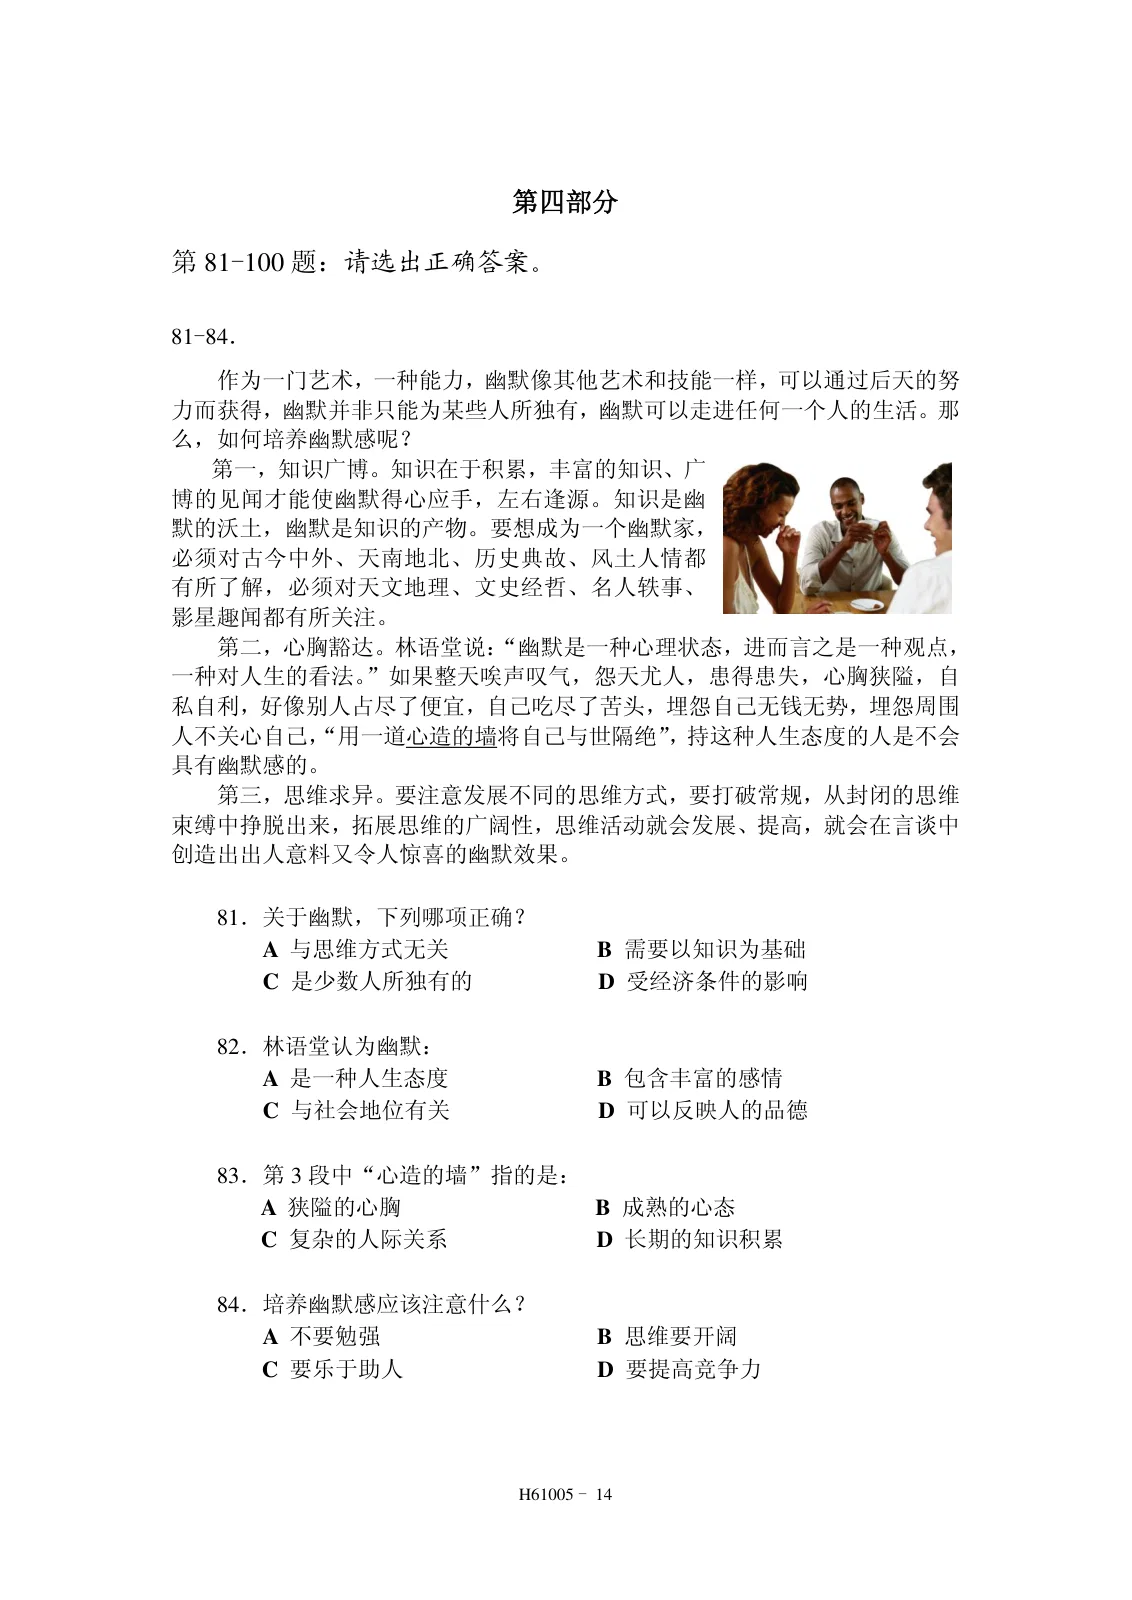 第四部分
第 81-100 题：请选出正确答案。
81-84．
作为一门艺术，一种能力，幽默像其他艺术和技能一样，可以通过后天的努
力而获得，幽默并非只能为某些人所独有，幽默可以走进任何一个人的生活。那
么，如何培养幽默感呢？
第一，知识广博。知识在于积累，丰富的知识、广
博的见闻才能使幽默得心应手，左右逢源。知识是幽
默的沃土，幽默是知识的产物。要想成为一个幽默家，
必须对古今中外、天南地北、历史典故、风土人情都
有所了解，必须对天文地理、文史经哲、名人轶事、
影星趣闻都有所关注。
第二，心胸豁达。林语堂说：“幽默是一种心理状态，进而言之是一种观点，
一种对人生的看法。”如果整天唉声叹气，怨天尤人，患得患失，心胸狭隘，自
私自利，好像别人占尽了便宜，自己吃尽了苦头，埋怨自己无钱无势，埋怨周围
人不关心自己，“用一道心造的墙将自己与世隔绝”，持这种人生态度的人是不会
具有幽默感的。
第三，思维求异。要注意发展不同的思维方式，要打破常规，从封闭的思维
束缚中挣脱出来，拓展思维的广阔性，思维活动就会发展、提高，就会在言谈中
创造出出人意料又令人惊喜的幽默效果。
81．关于幽默，下列哪项正确？
A 与思维方式无关 B 需要以知识为基础
C 是少数人所独有的 D 受经济条件的影响
82．林语堂认为幽默：
A 是一种人生态度 B 包含丰富的感情
C 与社会地位有关 D 可以反映人的品德
83．第 3 段中“心造的墙”指的是：
A 狭隘的心胸 B 成熟的心态
C 复杂的人际关系 D 长期的知识积累
84．培养幽默感应该注意什么？
A 不要勉强 B 思维要开阔
C 要乐于助人 D 要提高竞争力
H61005 - 14